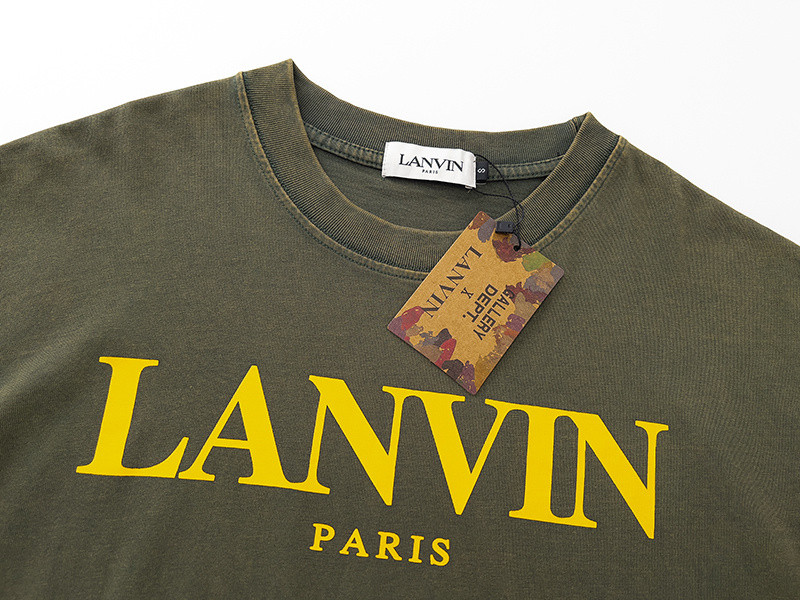 LANVIN
PARIS
S
GALLERY
DEPT.
X
LANVIN
LANVIN
PARIS